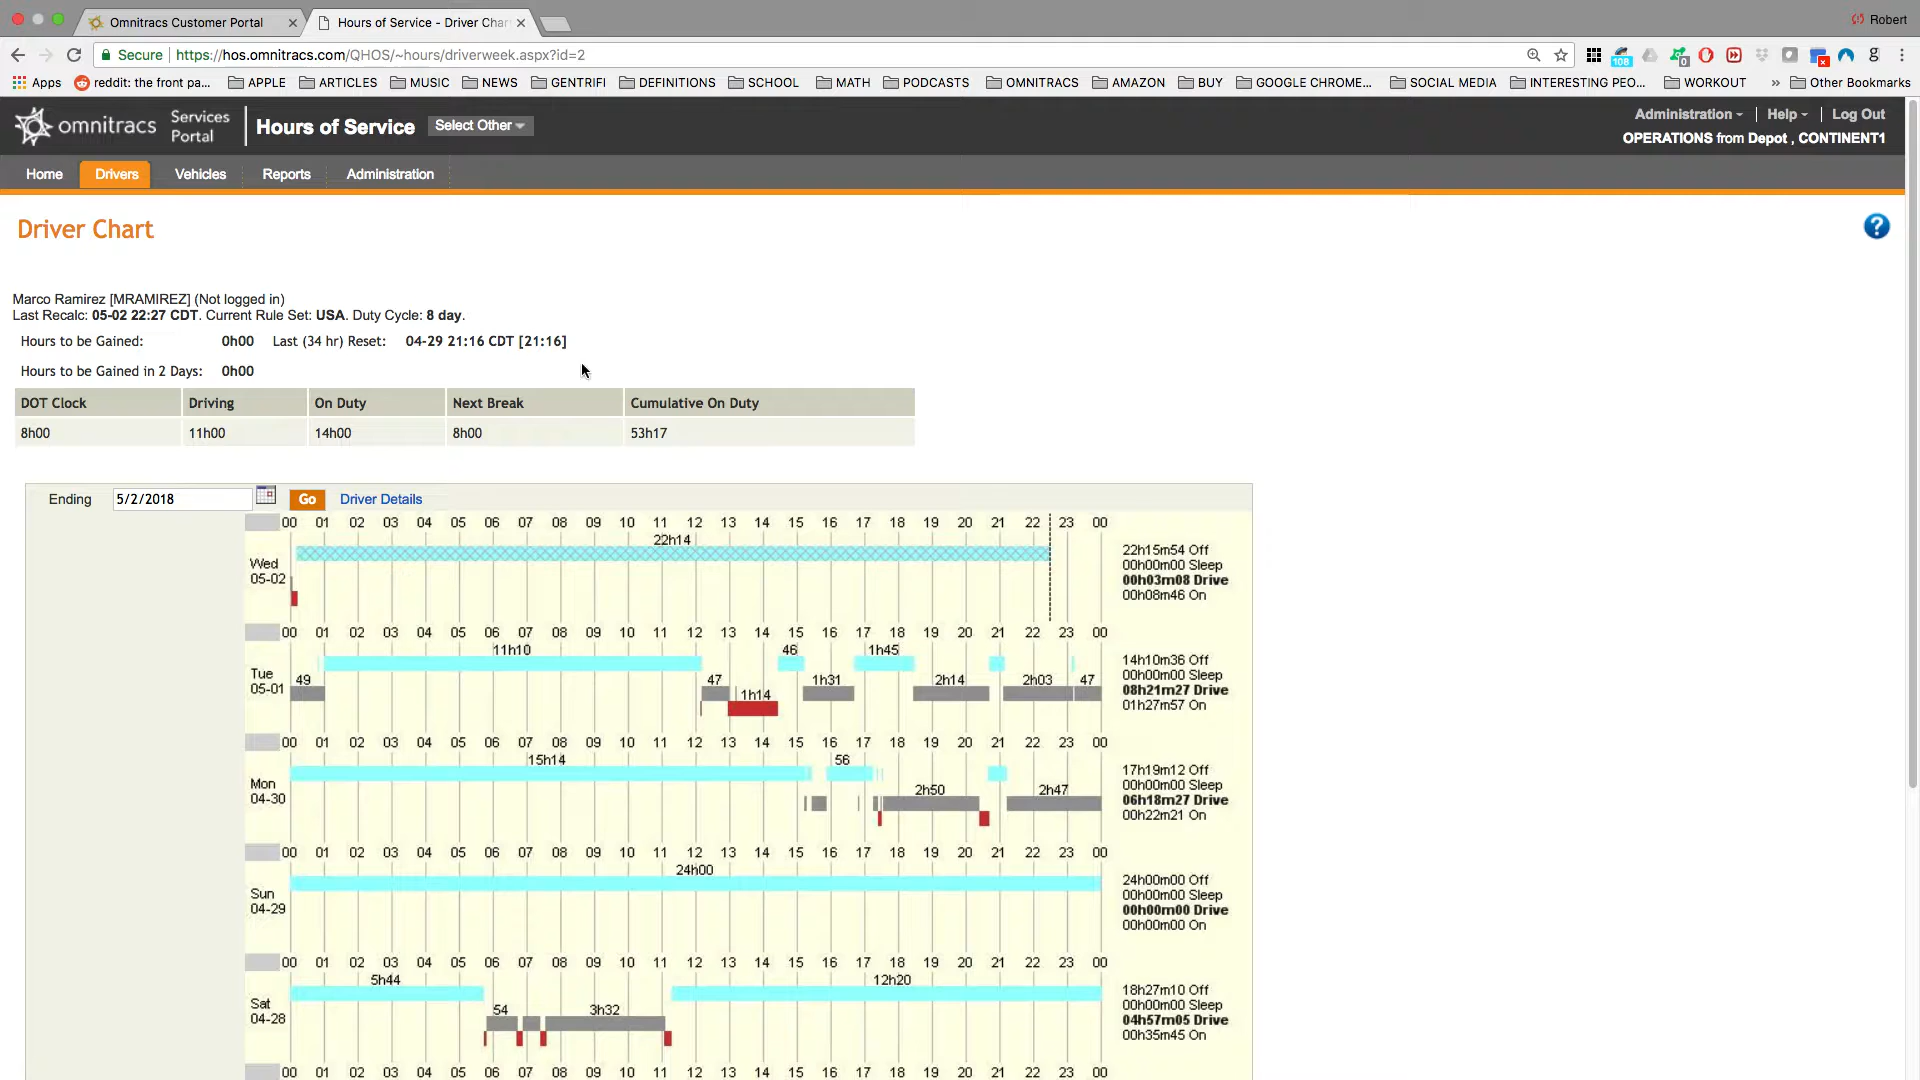 Omnitracs Customer Portal
Hours of Service - Driver Char
Robert
Secure https://hos.omnitracs.com/QHOS/~hours/driverweek.aspx?id=2
108
0
g
Apps reddit: the front pa... APPLE ARTICLES MUSIC NEWS GENTRIFI DEFINITIONS SCHOOL MATH PODCASTS OMNITRACS AMAZON BUY GOOGLE CHROME... SOCIAL MEDIA INTERESTING PEO... WORKOUT » Other Bookmarks
omnitracs Services Portal Hours of Service Select Other
Administration Help Log Out
OPERATIONS from Depot , CONTINENT1
Home Drivers Vehicles Reports Administration
Driver Chart
?
Marco Ramirez [MRAMIREZ] (Not logged in)
Last Recalc: 05-02 22:27 CDT. Current Rule Set: USA. Duty Cycle: 8 day.
Hours to be Gained: 0h00 Last (34 hr) Reset: 04-29 21:16 CDT [21:16]
Hours to be Gained in 2 Days: 0h00
DOT Clock Driving On Duty Next Break Cumulative On Duty
8h00 11h00 14h00 8h00 53h17
Ending 5/2/2018 Go Driver Details
00 01 02 03 04 05 06 07 08 09 10 11 12 13 14 15 16 17 18 19 20 21 22 23 00
22h14
Wed
05-02
22h15m54 Off
00h00m00 Sleep
00h03m08 Drive
00h08m46 On
00 01 02 03 04 05 06 07 08 09 10 11 12 13 14 15 16 17 18 19 20 21 22 23 00
11h10 46 1h45
Tue
05-01
49 47 1h14 1h31 2h14 2h03 47
14h10m36 Off
00h00m00 Sleep
08h21m27 Drive
01h27m57 On
00 01 02 03 04 05 06 07 08 09 10 11 12 13 14 15 16 17 18 19 20 21 22 23 00
15h14 56
Mon
04-30
2h50 2h47
17h19m12 Off
00h00m00 Sleep
06h18m27 Drive
00h22m21 On
00 01 02 03 04 05 06 07 08 09 10 11 12 13 14 15 16 17 18 19 20 21 22 23 00
24h00
Sun
04-29
24h00m00 Off
00h00m00 Sleep
00h00m00 Drive
00h00m00 On
00 01 02 03 04 05 06 07 08 09 10 11 12 13 14 15 16 17 18 19 20 21 22 23 00
5h44 12h20
Sat
04-28
54 3h32
18h27m10 Off
00h00m00 Sleep
04h57m05 Drive
00h35m45 On
00 01 02 03 04 05 06 07 08 09 10 11 12 13 14 15 16 17 18 19 20 21 22 23 00